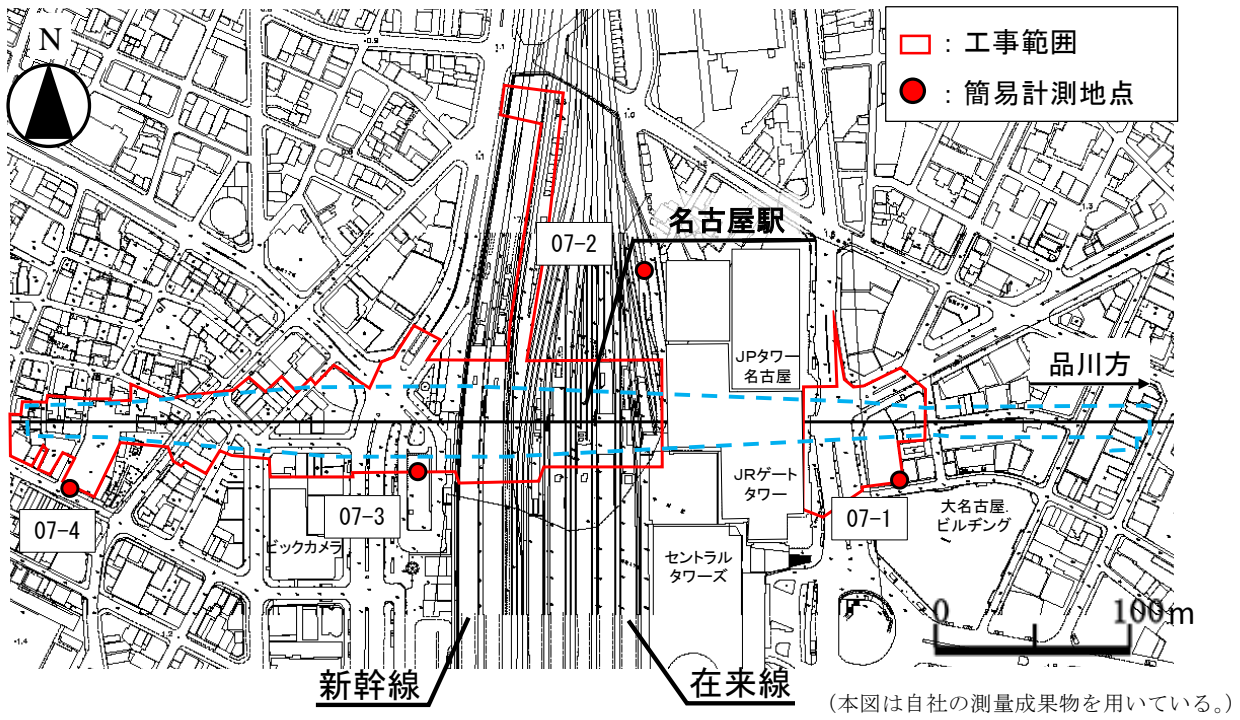 N
：工事範囲
：簡易計測地点
07-2
名古屋駅
JPタワー
名古屋
品川方
JRゲート
タワー
07-4
07-3
ビックカメラ
07-1
大名古屋
ビルヂング
セントラル
タワーズ
0
100m
新幹線
在来線
（本図は自社の測量成果物を用いている。）